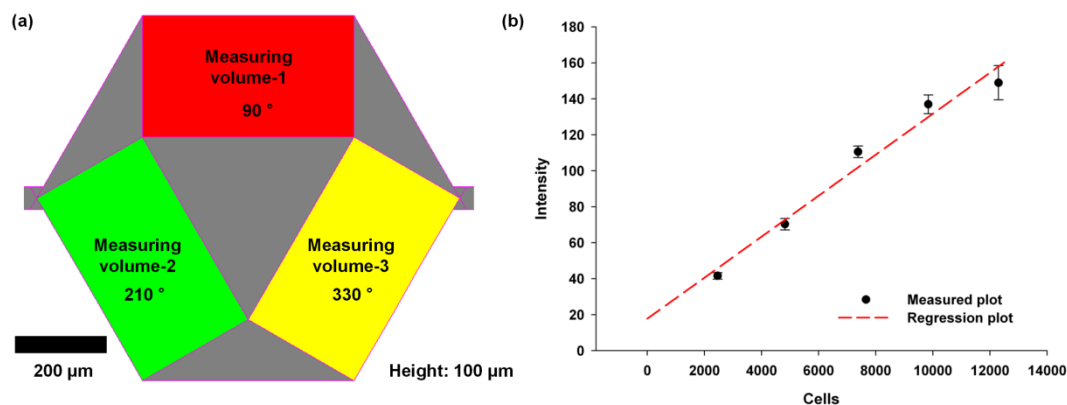 (a)
Measuring
volume-1
90 °
Measuring
volume-2
210 °
Measuring
volume-3
330 °
200 µm
Height: 100 µm
(b)
180
160
140
120
100
80
60
40
20
0
Intensity
Measured plot
Regression plot
0 2000 4000 6000 8000 10000 12000 14000
Cells